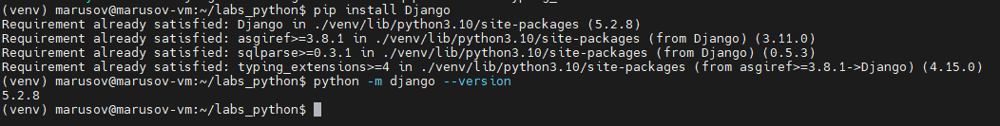 (venv) marusov@marusov-vm:~/labs_python$ pip install Django
Requirement already satisfied: Django in ./venv/lib/python3.10/site-packages (5.2.8)
Requirement already satisfied: asgiref>=3.8.1 in ./venv/lib/python3.10/site-packages (from Django) (3.11.0)
Requirement already satisfied: sqlparse>=0.3.1 in ./venv/lib/python3.10/site-packages (from Django) (0.5.3)
Requirement already satisfied: typing_extensions>=4 in ./venv/lib/python3.10/site-packages (from asgiref>=3.8.1->Django) (4.15.0)
(venv) marusov@marusov-vm:~/labs_python$ python -m django --version
5.2.8
(venv) marusov@marusov-vm:~/labs_python$